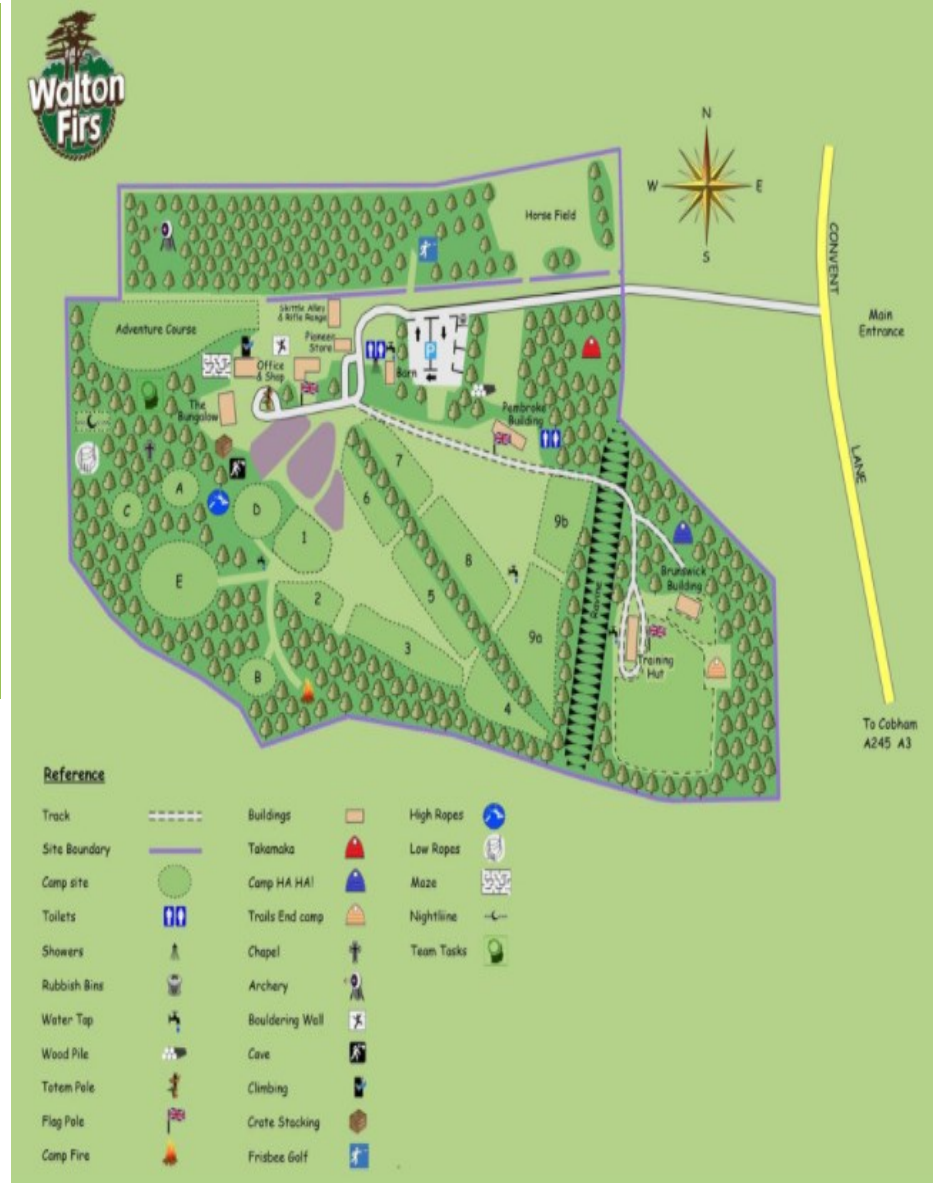 Walton
Firs
N
W
E
S
Horse Field
CONVENT
LANE
Main
Entrance
Skittle Alley
& Rifle Range
Adventure Course
Pioneer
Store
Office
& Shop
P
Barn
The
Bungalow
Pembroke
Building
7
A
C
D
6
9b
1
E
8
Brunswick
Building
2
5
Ravine
3
9a
Training
Hut
B
4
To Cobham
A245 A3
Reference
Track
Site Boundary
Camp site
Toilets
Showers
Rubbish Bins
Water Tap
Wood Pile
Totem Pole
Flag Pole
Camp Fire
Buildings
Takamaka
Camp HA HA!
Trails End camp
Chapel
Archery
Bouldering Wall
Cave
Climbing
Crate Stacking
Frisbee Golf
High Ropes
Low Ropes
Maze
Nightliine
Team Tasks